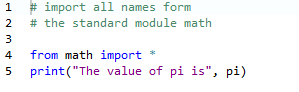 1 # import all names form
2 # the standard module math
3
4 from math import *
5 print("The value of pi is", pi)